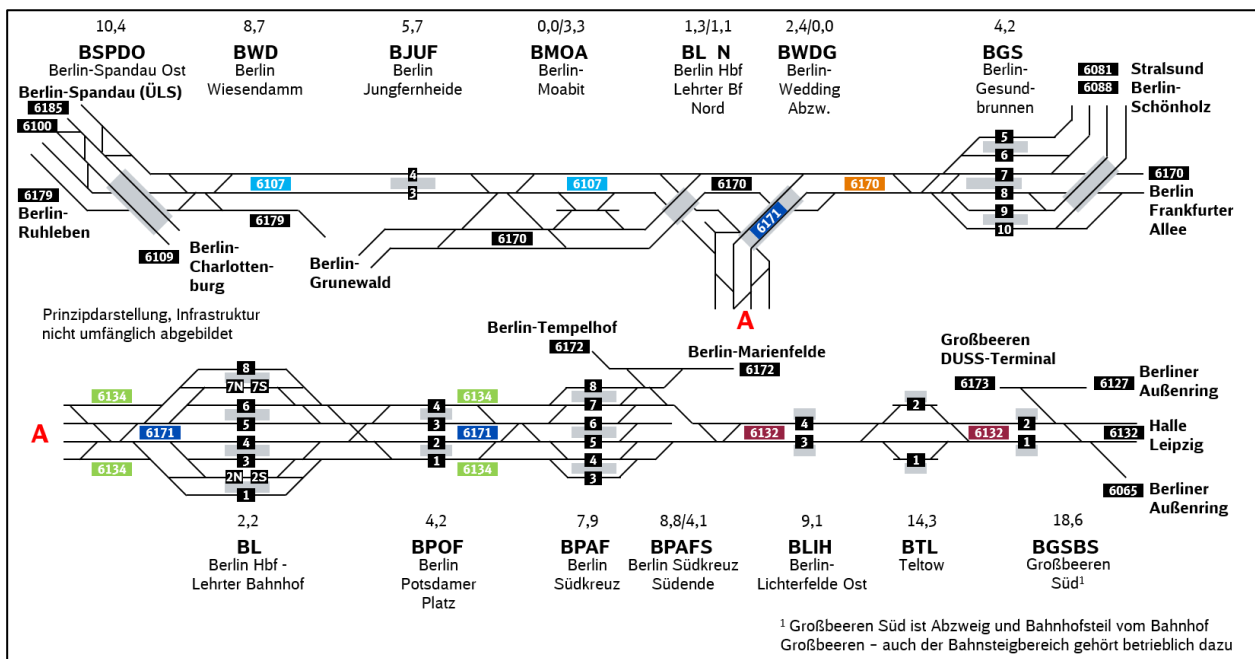 10,4 8,7 5,7 0,0/3,3 1,3/1,1 2,4/0,0 4,2
BSPDO BWD BJUF BMOA BL N BWDG BGS
Berlin-Spandau Ost
Berlin Wiesendamm
Berlin Jungfernheide
Berlin-
Moabit
Berlin Hbf
Lehrter Bf
Nord
Berlin-
Wedding
Abzw.
Berlin-
Gesund-
brunnen
6081 Stralsund
6088 Berlin-
Schönholz
Berlin-Spandau (ÜLS)
6185
6100
5
6
4 7 6170
6107 3 6107 6170 6170 8 Berlin
6179 9 Frankfurter
Berlin-
Ruhleben
6179 6171
6170 10 Allee
6109
Berlin-
Charlotten-
burg
Berlin-
Grunewald
A
Prinzipdarstellung, Infrastruktur
nicht umfänglich abgebildet
Berlin-Tempelhof
6172
Berlin-Marienfelde
6172
Großbeeren
DUSS-Terminal
6173 6127 Berliner
Außenring
8
7N 7S 8
6134 6 4 6134 7 2
5 3 6 4 2 Halle
A 6171 6171 6132 6132 6132
4 2 5 3 1 Leipzig
3 1 4 1
6134 2N 2S 6134
1 3
6065 Berliner
Außenring
2,2 4,2 7,9 8,8/4,1 9,1 14,3 18,6
BL BPOF BPAF BPAFS BLIH BTL BGSBS
Berlin Hbf -
Lehrter Bahnhof
Berlin
Potsdamer
Platz
Berlin
Südkreuz
Berlin Südkreuz
Südende
Berlin-
Lichterfelde Ost
Teltow
Großbeeren
Süd¹
¹ Großbeeren Süd ist Abzweig und Bahnhofsteil vom Bahnhof
Großbeeren – auch der Bahnsteigbereich gehört betrieblich dazu